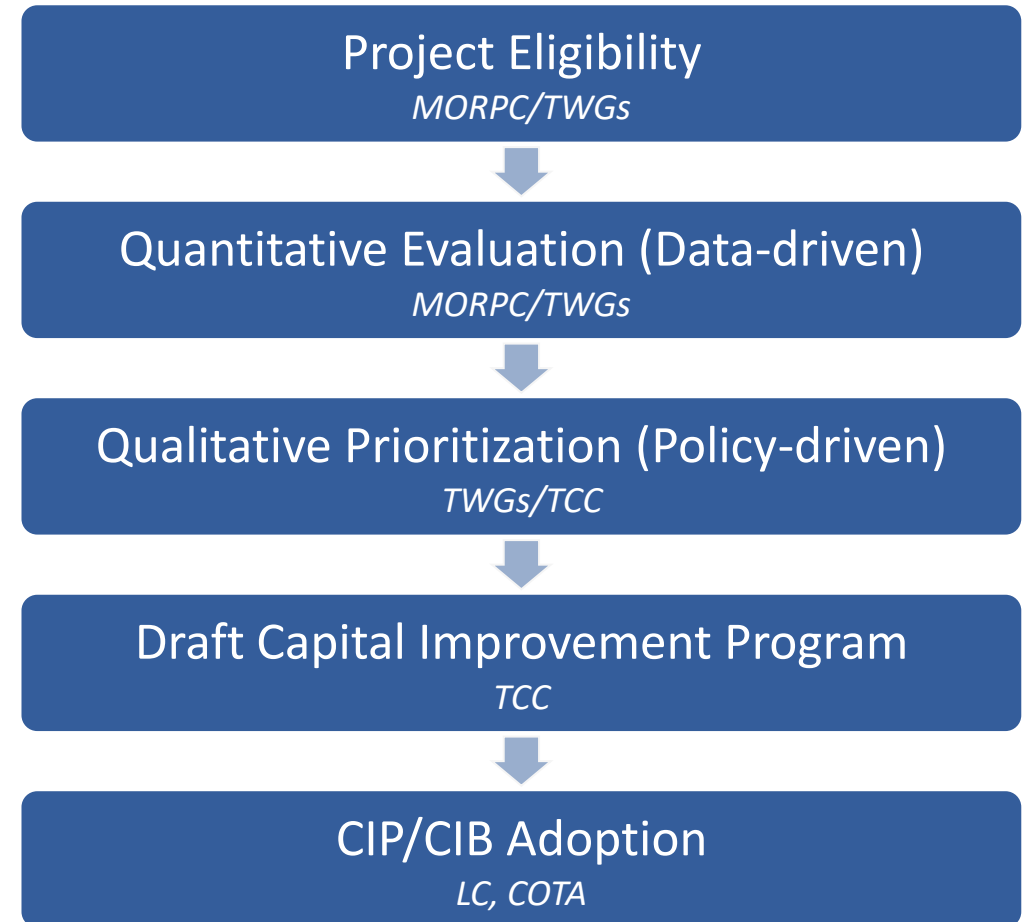 Project Eligibility
MORPC/TWGs
Quantitative Evaluation (Data-driven)
MORPC/TWGs
Qualitative Prioritization (Policy-driven)
TWGs/TCC
Draft Capital Improvement Program
TCC
CIP/CIB Adoption
LC, COTA